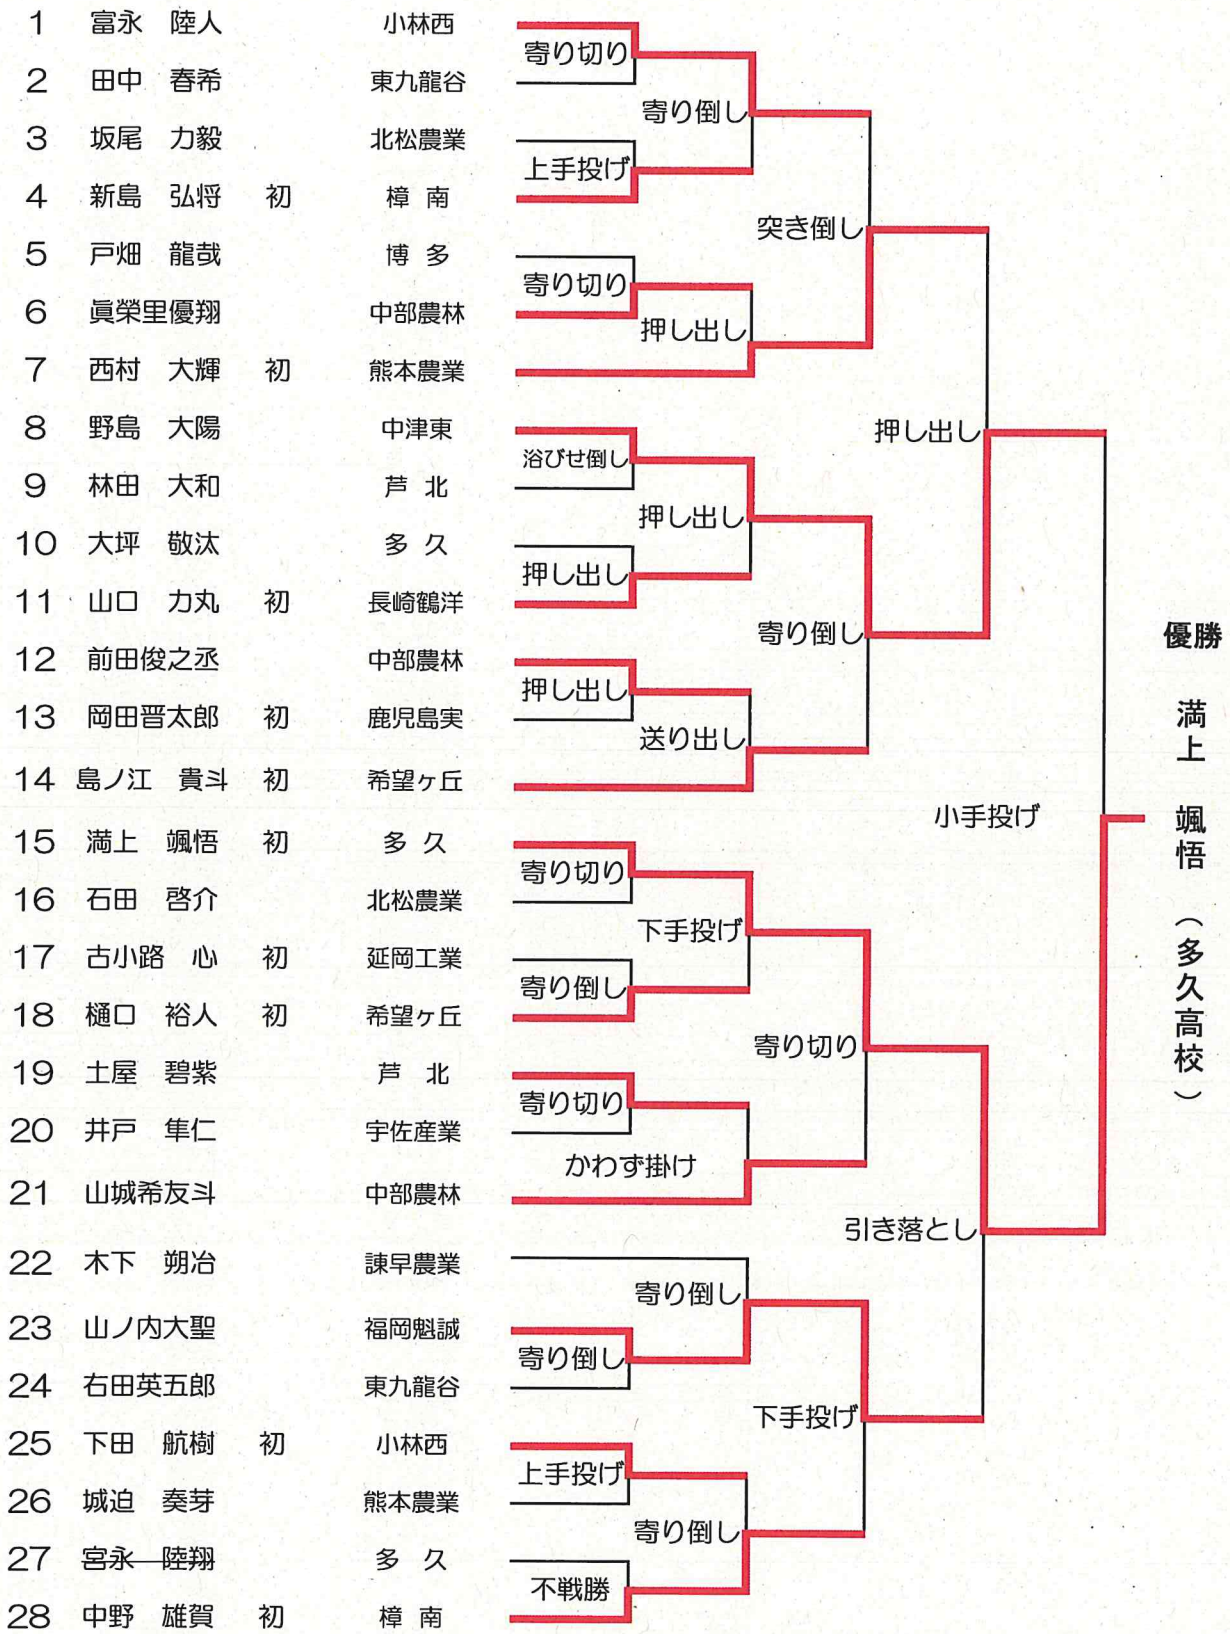 1 富永 陸人 小林西
寄り切り
2 田中 春希 東九龍谷
寄り倒し
3 坂尾 力毅 北松農業
上手投げ
4 新島 弘将 初 樟南
突き倒し
5 戸畑 龍哉 博多
寄り切り
6 眞榮里優翔 中部農林
押し出し
7 西村 大輝 初 熊本農業
8 野島 大陽 中津東
押し出し
浴びせ倒し
9 林田 大和 芦北
押し出し
10 大坪 敬汰 多久
押し出し
11 山口 力丸 初 長崎鶴洋
寄り倒し
優勝
12 前田俊之丞 中部農林
押し出し
13 岡田晋太郎 初 鹿児島実
送り出し
14 島ノ江 貴斗 初 希望ヶ丘
小手投げ
満上 颯悟 (多久高校)
15 満上 颯悟 初 多久
寄り切り
16 石田 啓介 北松農業
下手投げ
17 古小路 心 初 延岡工業
寄り倒し
18 樋口 裕人 初 希望ヶ丘
寄り切り
19 土屋 碧紫 芦北
寄り切り
20 井戸 隼仁 宇佐産業
かわず掛け
21 山城希友斗 中部農林
引き落とし
22 木下 朔冶 諫早農業
寄り倒し
23 山ノ内大聖 福岡魁誠
寄り倒し
24 右田英五郎 東九龍谷
下手投げ
25 下田 航樹 初 小林西
上手投げ
26 城迫 奏芽 熊本農業
寄り倒し
27 宮永 陸翔 多久
不戦勝
28 中野 雄賀 初 樟南